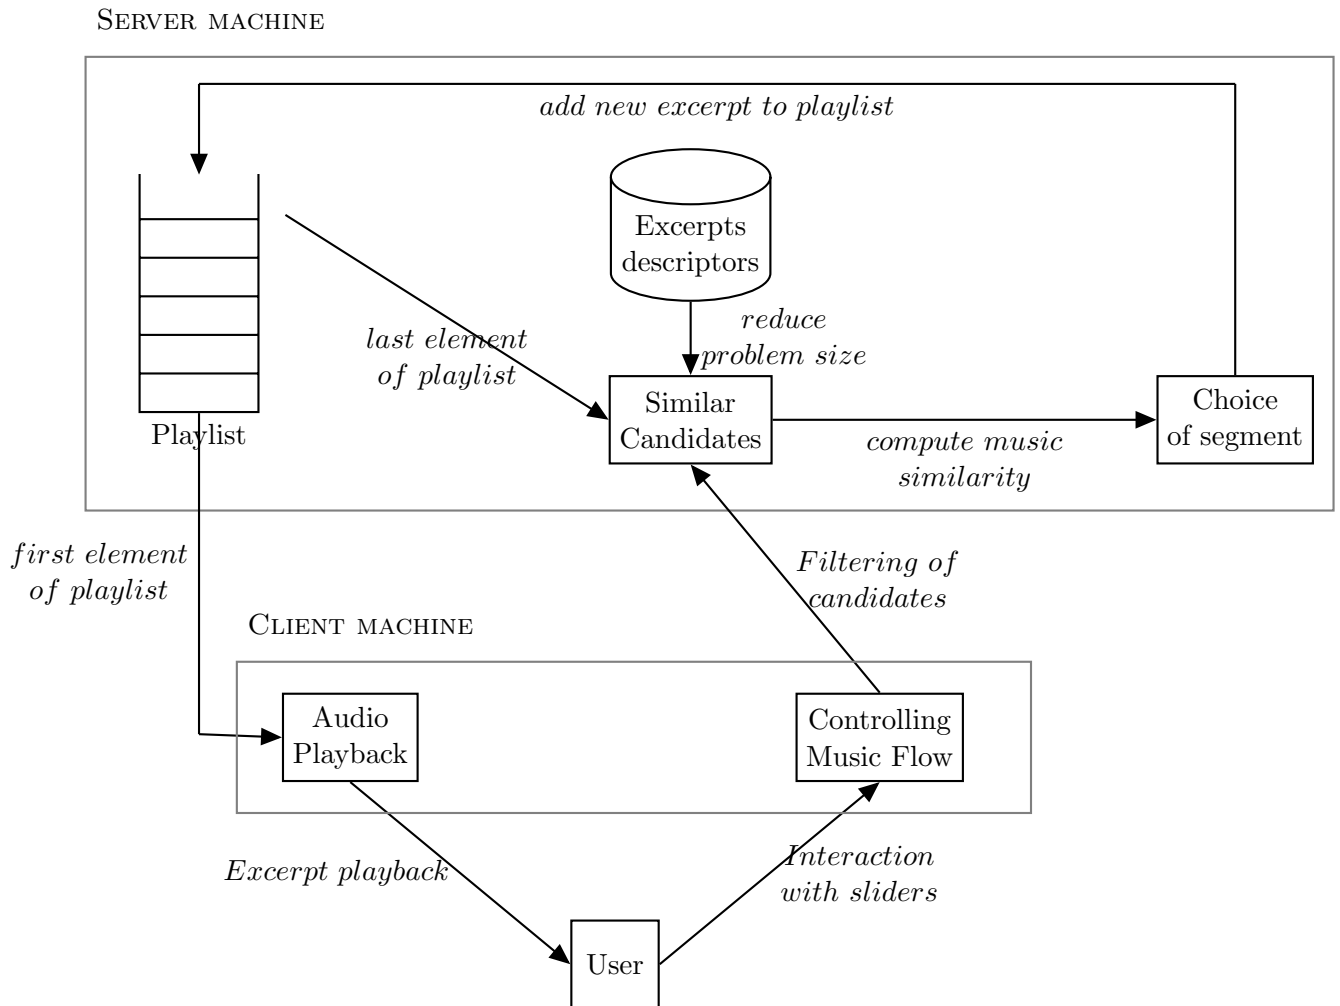 Server machine
add new excerpt to playlist
Excerpts
descriptors
reduce
problem size
last element
of playlist
Similar
Candidates
Choice
of segment
compute music
similarity
Playlist
first element
of playlist
Filtering of
candidates
Client machine
Audio
Playback
Controlling
Music Flow
Excerpt playback
Interaction
with sliders
User